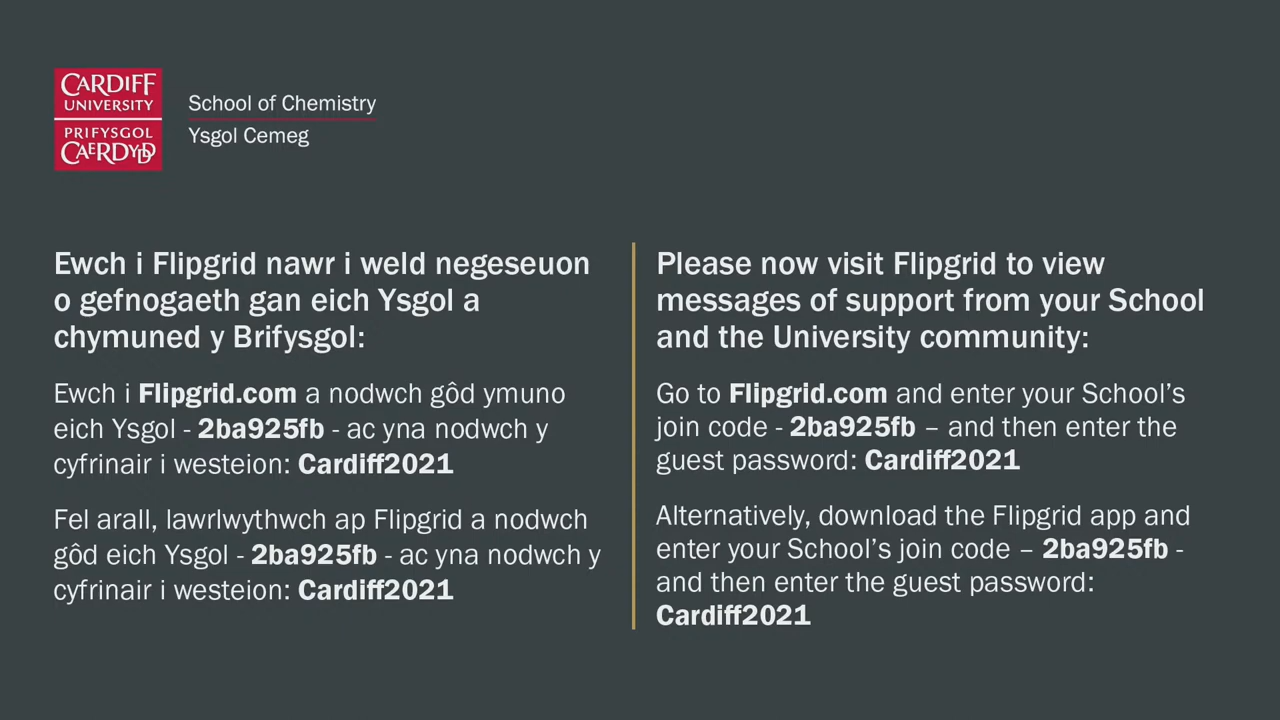 CARDIFF
UNIVERSITY
PRIFYSGOL
CAERDYDD
School of Chemistry
Ysgol Cemeg
Ewch i Flipgrid nawr i weld negeseuon
o gefnogaeth gan eich Ysgol a
chymuned y Brifysgol:
Ewch i Flipgrid.com a nodwch gôd ymuno
eich Ysgol - 2ba925fb - ac yna nodwch y
cyfrinair i westeion: Cardiff2021
Fel arall, lawrlwythwch ap Flipgrid a nodwch
gôd eich Ysgol - 2ba925fb - ac yna nodwch y
cyfrinair i westeion: Cardiff2021
Please now visit Flipgrid to view
messages of support from your School
and the University community:
Go to Flipgrid.com and enter your School’s
join code - 2ba925fb – and then enter the
guest password: Cardiff2021
Alternatively, download the Flipgrid app and
enter your School’s join code – 2ba925fb -
and then enter the guest password:
Cardiff2021